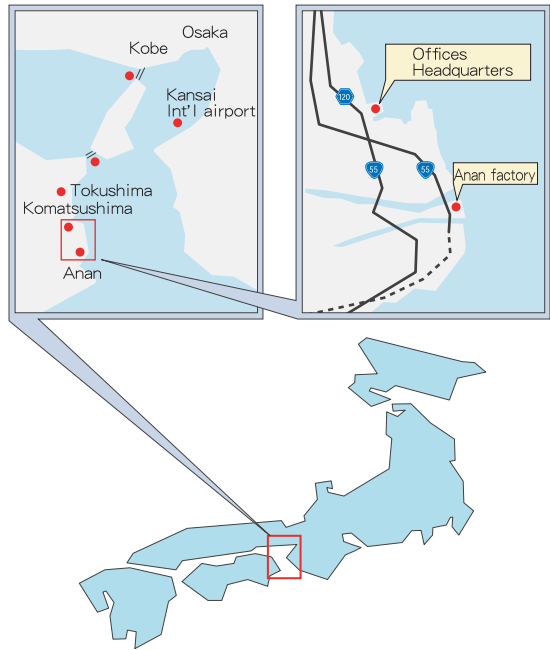 Osaka
Kobe
Kansai
Int'l airport
Tokushima
Komatsushima
Anan
Offices
Headquarters
120
55
55
Anan factory